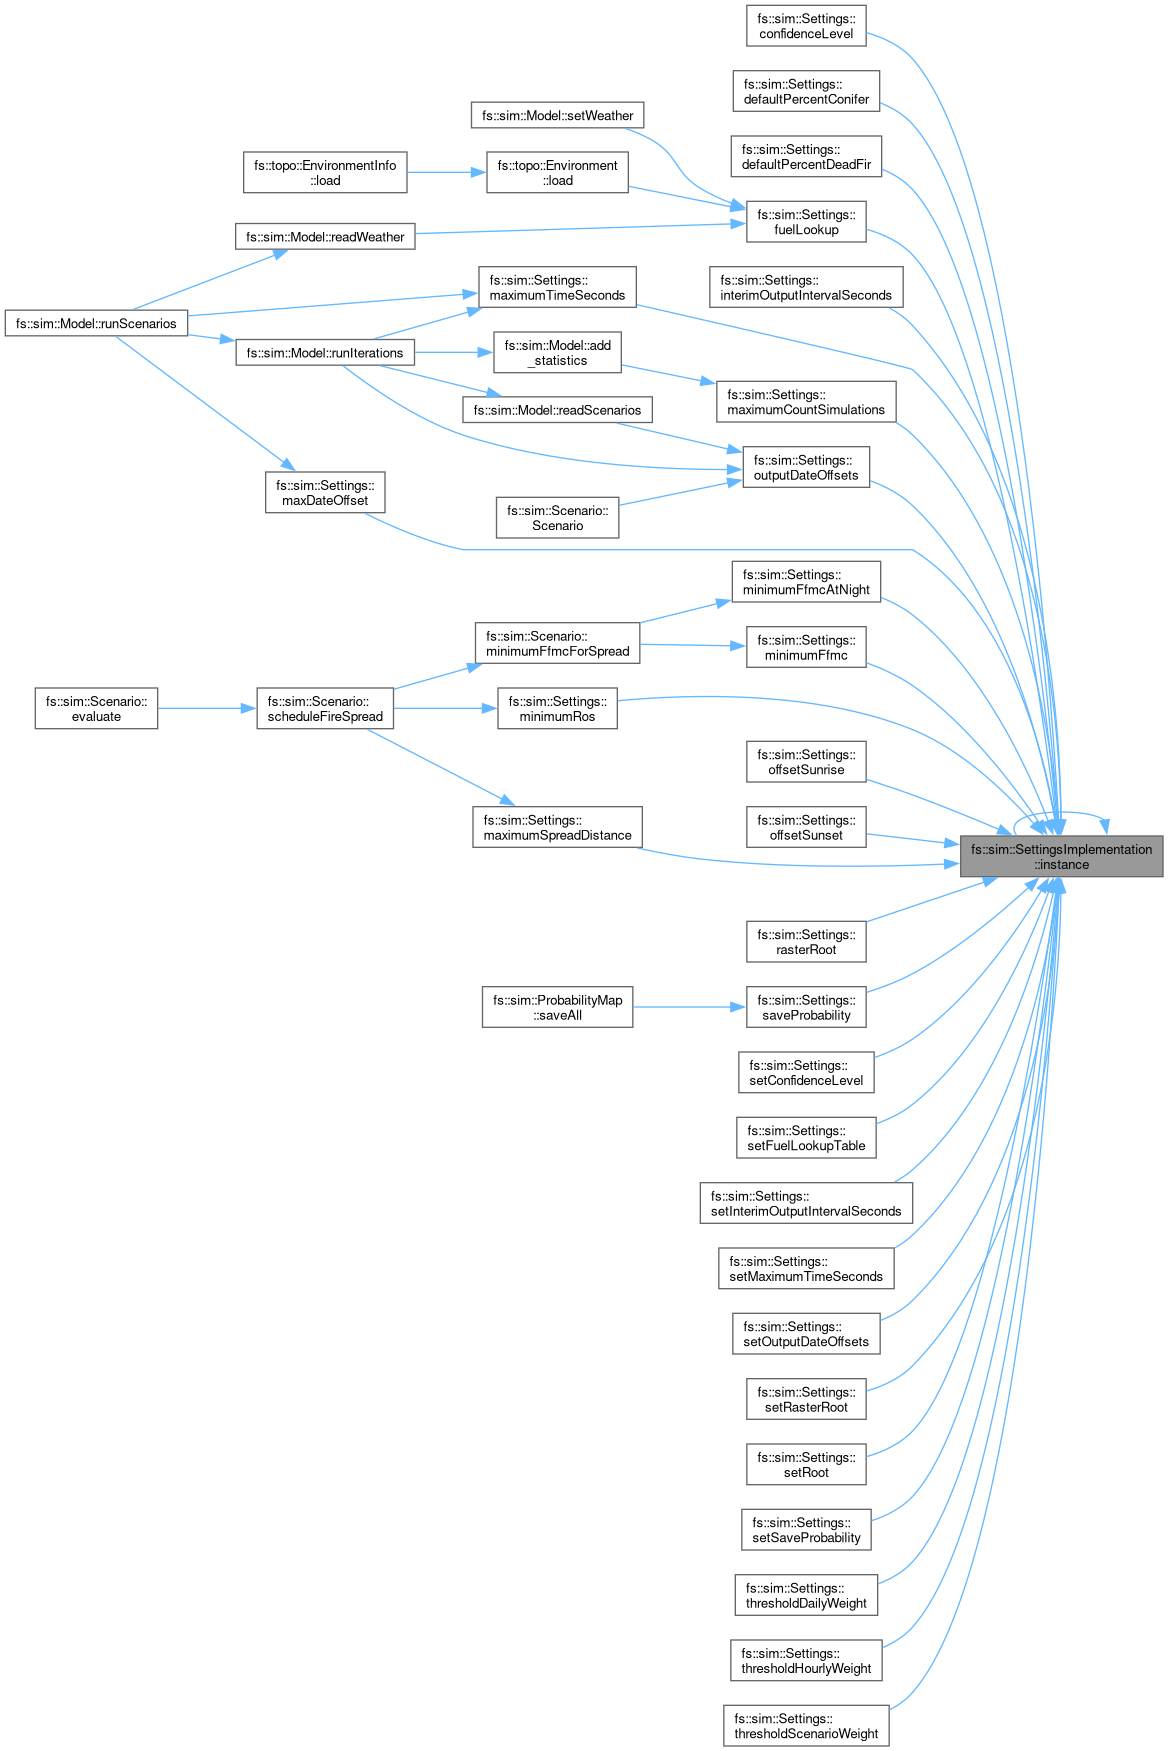 fs::sim::Settings::
confidenceLevel
fs::sim::Settings::
defaultPercentConifer
fs::sim::Model::setWeather
fs::sim::Settings::
defaultPercentDeadFir
fs::topo::EnvironmentInfo
::load
fs::topo::Environment
::load
fs::sim::Settings::
fuelLookup
fs::sim::Model::readWeather
fs::sim::Settings::
maximumTimeSeconds
fs::sim::Settings::
interimOutputIntervalSeconds
fs::sim::Model::runScenarios
fs::sim::Model::runIterations
fs::sim::Model::add
_statistics
fs::sim::Settings::
maximumCountSimulations
fs::sim::Model::readScenarios
fs::sim::Settings::
outputDateOffsets
fs::sim::Settings::
maxDateOffset
fs::sim::Scenario::
Scenario
fs::sim::Settings::
minimumFfmcAtNight
fs::sim::Scenario::
minimumFfmcForSpread
fs::sim::Settings::
minimumFfmc
fs::sim::Scenario::
evaluate
fs::sim::Scenario::
scheduleFireSpread
fs::sim::Settings::
minimumRos
fs::sim::Settings::
offsetSunrise
fs::sim::Settings::
maximumSpreadDistance
fs::sim::Settings::
offsetSunset
fs::sim::SettingsImplementation
::instance
fs::sim::Settings::
rasterRoot
fs::sim::ProbabilityMap
::saveAll
fs::sim::Settings::
saveProbability
fs::sim::Settings::
setConfidenceLevel
fs::sim::Settings::
setFuelLookupTable
fs::sim::Settings::
setInterimOutputIntervalSeconds
fs::sim::Settings::
setMaximumTimeSeconds
fs::sim::Settings::
setOutputDateOffsets
fs::sim::Settings::
setRasterRoot
fs::sim::Settings::
setRoot
fs::sim::Settings::
setSaveProbability
fs::sim::Settings::
thresholdDailyWeight
fs::sim::Settings::
thresholdHourlyWeight
fs::sim::Settings::
thresholdScenarioWeight